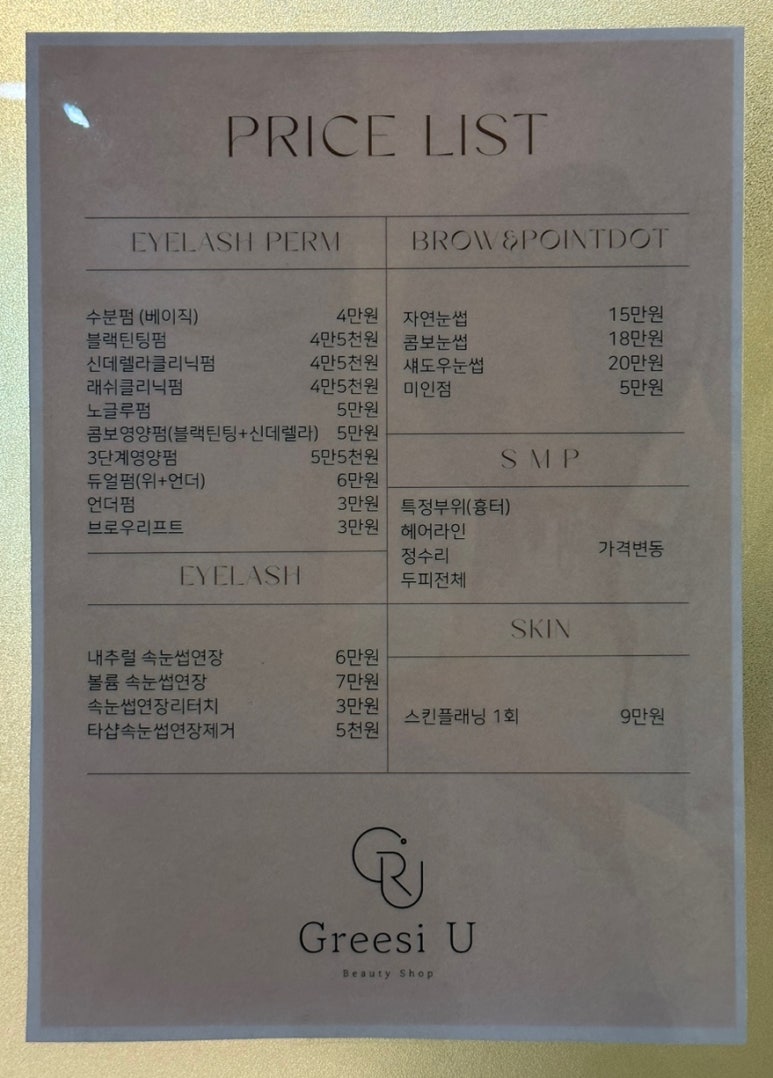 PRICE LIST
EYELASH PERM
수분펌 (베이직) 4만원
블랙틴팅펌 4만5천원
신데렐라클리닉펌 4만5천원
래쉬클리닉펌 4만5천원
노글루펌 5만원
콤보영양펌(블랙틴팅+신데렐라) 5만원
3단계영양펌 5만5천원
듀얼펌(위+언더) 6만원
언더펌 3만원
브로우리프트 3만원
EYELASH
내추럴 속눈썹연장 6만원
볼륨 속눈썹연장 7만원
속눈썹연장리터치 3만원
타샵속눈썹연장제거 5천원
BROW&POINTDOT
자연눈썹 15만원
콤보눈썹 18만원
섀도우눈썹 20만원
미인점 5만원
S M P
특정부위(흉터)
헤어라인
정수리
두피전체
가격변동
SKIN
스킨플래닝 1회 9만원
GRU
Greesi U
Beauty Shop